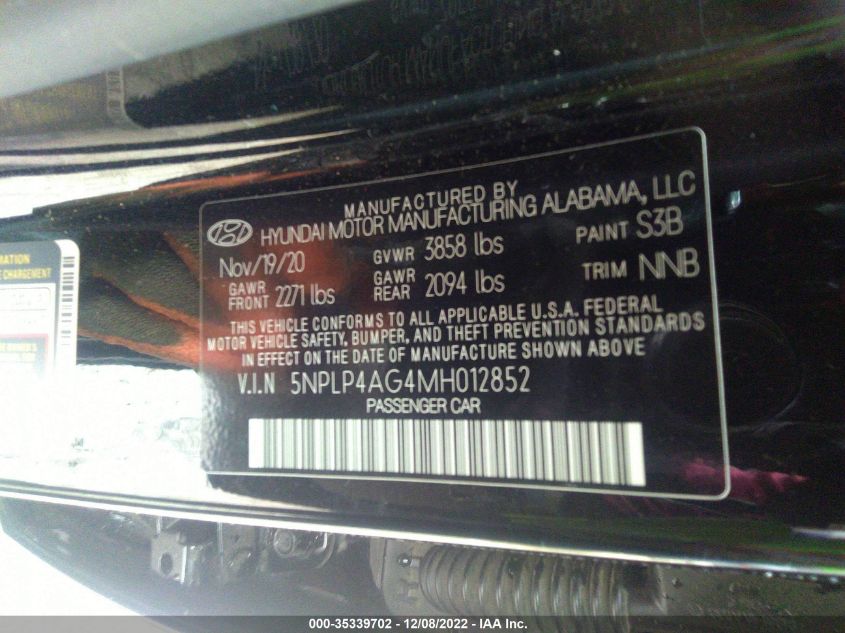 MANUFACTURED BY
HYUNDAI MOTOR MANUFACTURING ALABAMA, LLC
Nov/19/20 GVWR 3858 lbs PAINT S3B
GAWR FRONT 2271 lbs GAWR REAR 2094 lbs TRIM NNB
THIS VEHICLE CONFORMS TO ALL APPLICABLE U.S.A. FEDERAL
MOTOR VEHICLE SAFETY, BUMPER, AND THEFT PREVENTION STANDARDS
IN EFFECT ON THE DATE OF MANUFACTURE SHOWN ABOVE
V.I.N 5NPLP4AG4MH012852
PASSENGER CAR
MATION
E CHARGEMENT
000-35339702 - 12/08/2022 - IAA Inc.